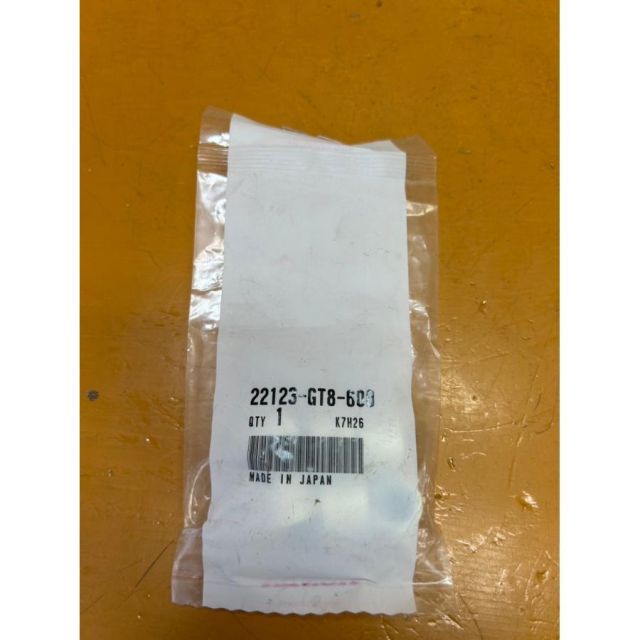 22123-GT8-600
QTY 1 K7H26
MADE IN JAPAN